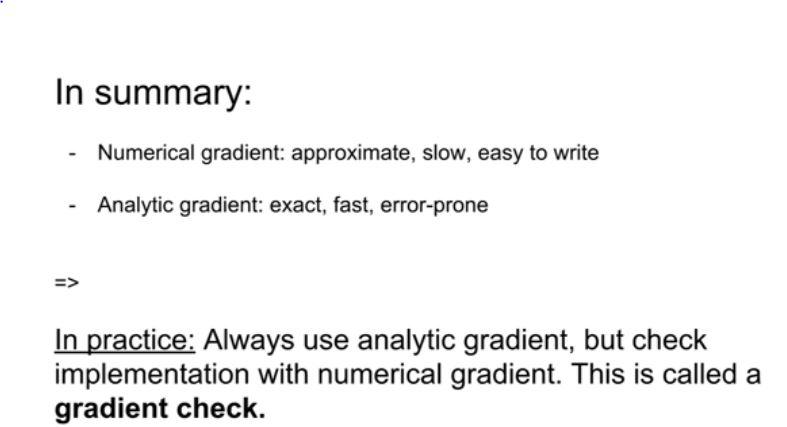 In summary:
- Numerical gradient: approximate, slow, easy to write
- Analytic gradient: exact, fast, error-prone
=>
In practice: Always use analytic gradient, but check
implementation with numerical gradient. This is called a
gradient check.